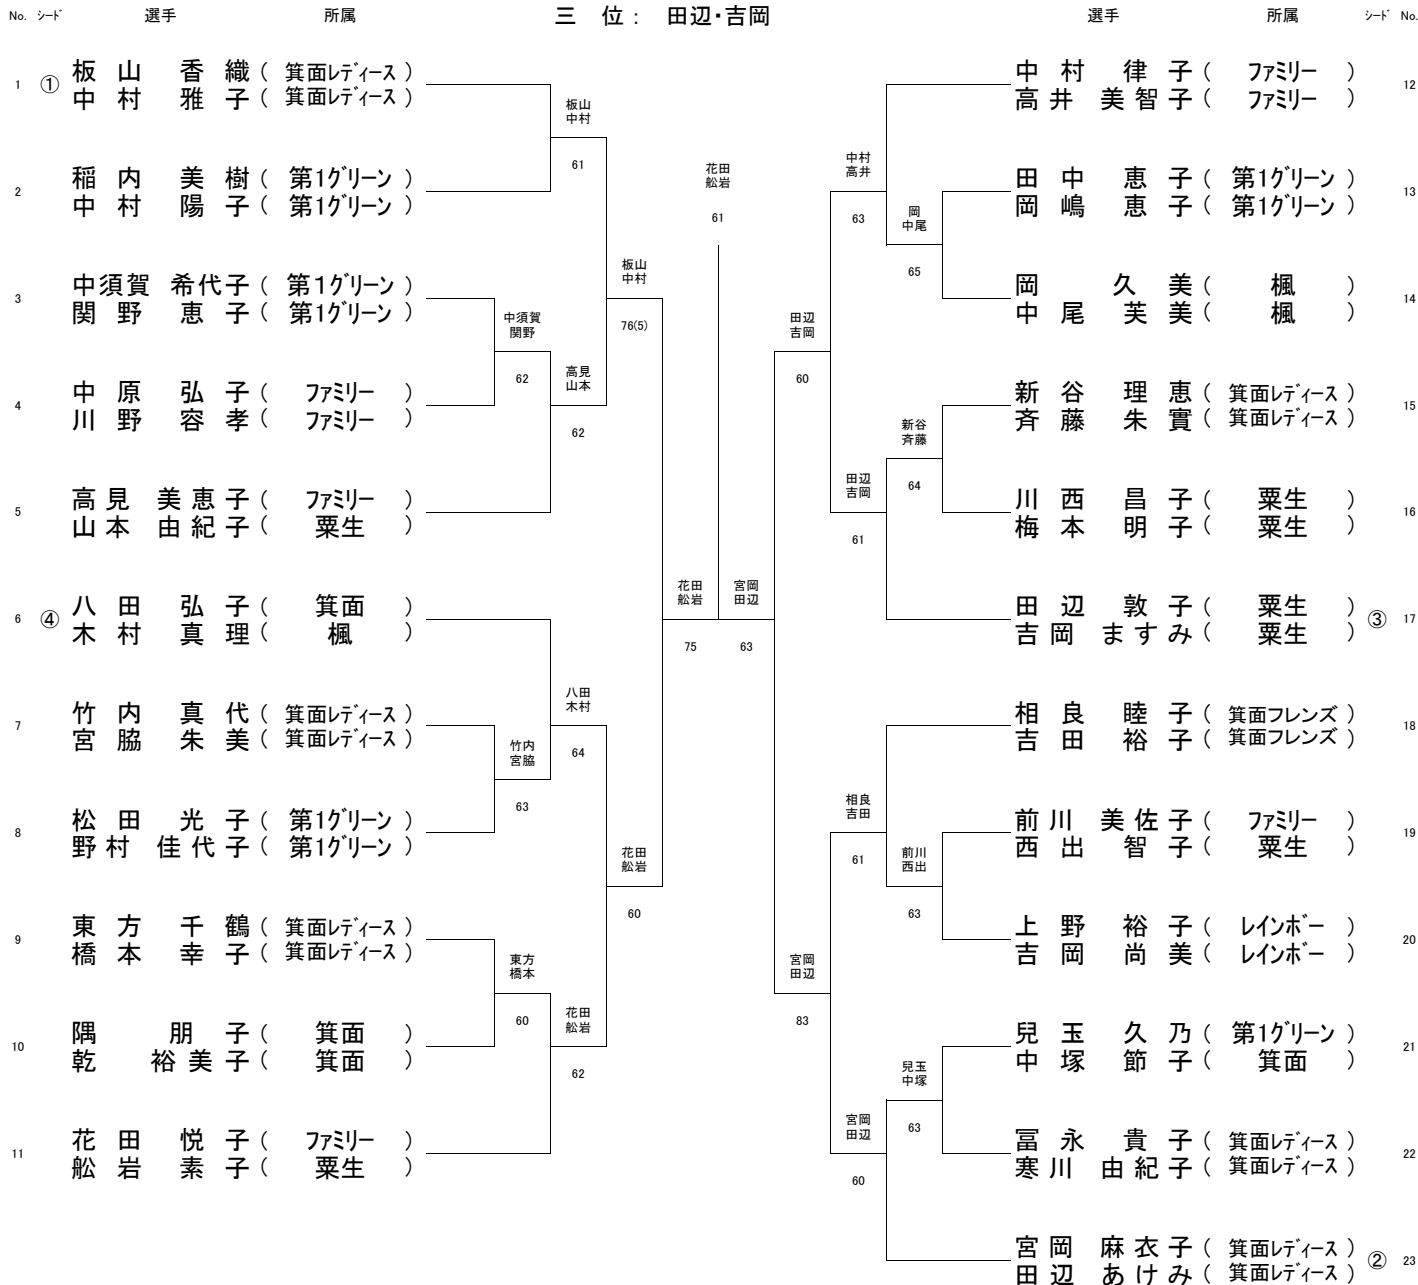 三 位 : 田辺・吉岡
No. シード 選手 所属
1 ① 板山 香織 ( 箕面レディース )
中村 雅子 ( 箕面レディース )
2 稲内 美樹 ( 第1グリーン )
中村 陽子 ( 第1グリーン )
3 中須賀 希代子 ( 第1グリーン )
関野 恵子 ( 第1グリーン )
4 中原 弘子 ( ファミリー )
川野 容孝 ( ファミリー )
5 高見 美恵子 ( ファミリー )
山本 由紀子 ( 粟生 )
6 ④ 八田 弘子 ( 箕面 )
木村 真理 ( 楓 )
7 竹内 真代 ( 箕面レディース )
宮脇 朱美 ( 箕面レディース )
8 松田 光子 ( 第1グリーン )
野村 佳代子 ( 第1グリーン )
9 東方 千鶴 ( 箕面レディース )
橋本 幸子 ( 箕面レディース )
10 隅 朋子 ( 箕面 )
乾 裕美子 ( 箕面 )
11 花田 悦子 ( ファミリー )
舩岩 素子 ( 粟生 )
中須賀
関野
62
竹内
宮脇
63
東方
橋本
60
板山
中村
61
高見
山本
62
八田
木村
64
花田
舩岩
62
板山
中村
76(5)
花田
舩岩
60
花田
舩岩
75
花田
舩岩
61
宮岡
田辺
63
田辺
吉岡
60
宮岡
田辺
83
中村
高井
63
田辺
吉岡
61
相良
吉田
61
宮岡
田辺
60
岡
中尾
65
新谷
斉藤
64
前川
西出
63
兒玉
中塚
63
選手 所属 シード No.
中村 律子 ( ファミリー ) 12
高井 美智子 ( ファミリー )
田中 恵子 ( 第1グリーン ) 13
岡嶋 恵子 ( 第1グリーン )
岡 久美 ( 楓 ) 14
中尾 芙美 ( 楓 )
新谷 理恵 ( 箕面レディース ) 15
斉藤 朱實 ( 箕面レディース )
川西 昌子 ( 粟生 ) 16
梅本 明子 ( 粟生 )
田辺 敦子 ( 粟生 ) ③ 17
吉岡 ますみ ( 粟生 )
相良 睦子 ( 箕面フレンズ ) 18
吉田 裕子 ( 箕面フレンズ )
前川 美佐子 ( ファミリー ) 19
西出 智子 ( 粟生 )
上野 裕子 ( レインボー ) 20
吉岡 尚美 ( レインボー )
兒玉 久乃 ( 第1グリーン ) 21
中塚 節子 ( 箕面 )
冨永 貴子 ( 箕面レディース ) 22
寒川 由紀子 ( 箕面レディース )
宮岡 麻衣子 ( 箕面レディース ) ② 23
田辺 あけみ ( 箕面レディース )